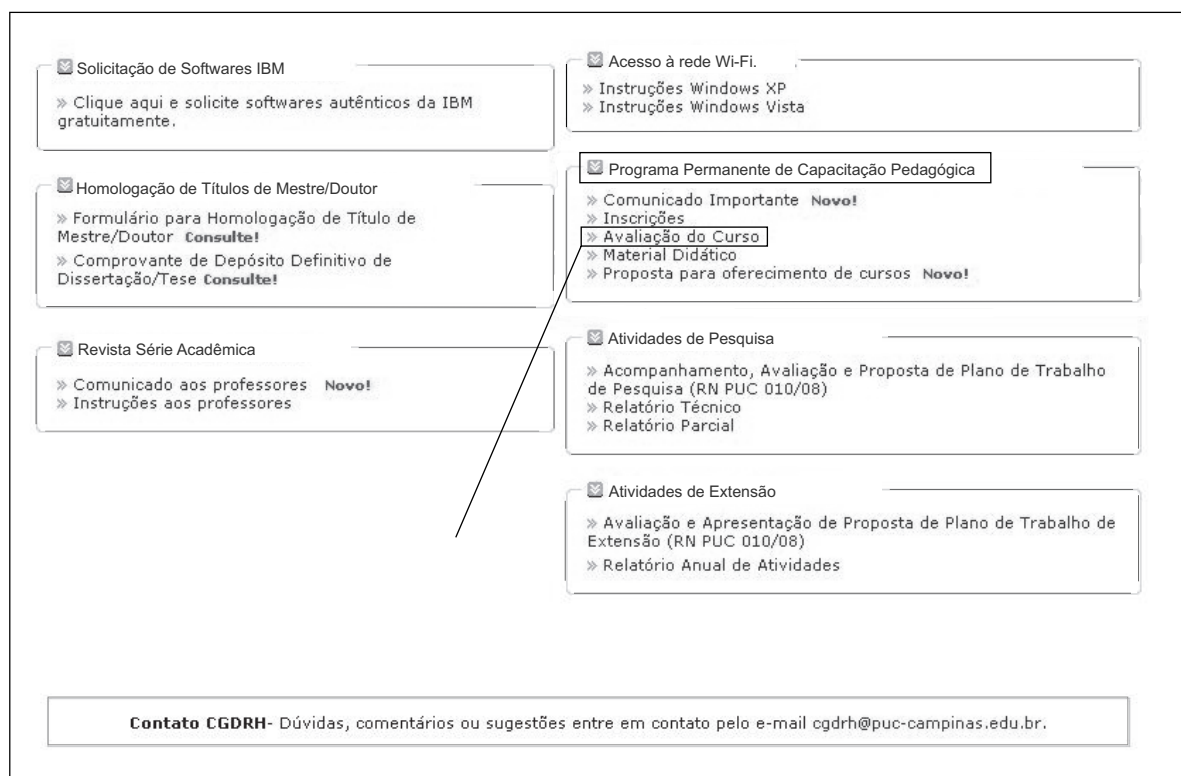 Solicitação de Softwares IBM
» Clique aqui e solicite softwares autênticos da IBM
gratuitamente.
Homologação de Títulos de Mestre/Doutor
» Formulário para Homologação de Título de
Mestre/Doutor Consulte!
» Comprovante de Depósito Definitivo de
Dissertação/Tese Consulte!
Revista Série Acadêmica
» Comunicado aos professores Novo!
» Instruções aos professores
Acesso à rede Wi-Fi.
» Instruções Windows XP
» Instruções Windows Vista
Programa Permanente de Capacitação Pedagógica
» Comunicado Importante Novo!
» Inscrições
» Avaliação do Curso
» Material Didático
» Proposta para oferecimento de cursos Novo!
Atividades de Pesquisa
» Acompanhamento, Avaliação e Proposta de Plano de Trabalho
de Pesquisa (RN PUC 010/08)
» Relatório Técnico
» Relatório Parcial
Atividades de Extensão
» Avaliação e Apresentação de Proposta de Plano de Trabalho de
Extensão (RN PUC 010/08)
» Relatório Anual de Atividades
Contato CGDRH- Dúvidas, comentários ou sugestões entre em contato pelo e-mail cgdrh@puc-campinas.edu.br.